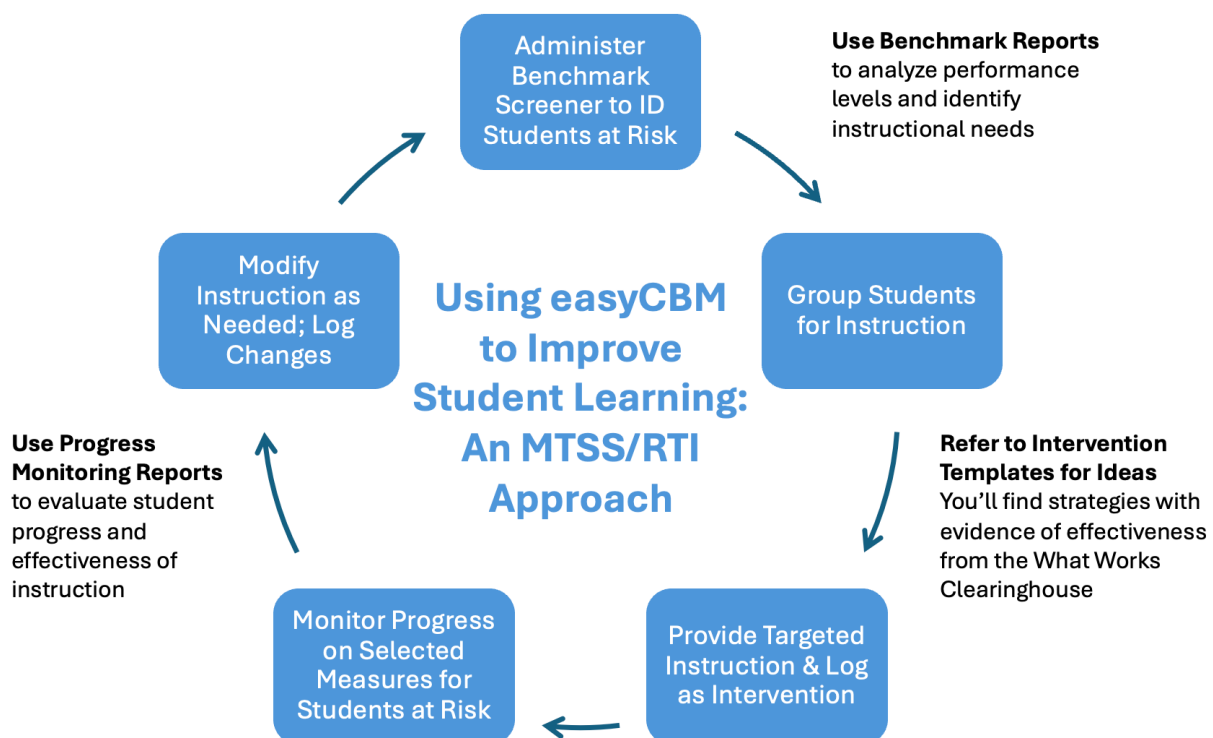 Administer
Benchmark
Screener to ID
Students at Risk
Use Benchmark Reports
to analyze performance
levels and identify
instructional needs
Group Students
for Instruction
Refer to Intervention
Templates for Ideas
You’ll find strategies with
evidence of effectiveness
from the What Works
Clearinghouse
Provide Targeted
Instruction & Log
as Intervention
Monitor Progress
on Selected
Measures for
Students at Risk
Use Progress
Monitoring Reports
to evaluate student
progress and
effectiveness of
instruction
Modify
Instruction as
Needed; Log
Changes
Using easyCBM
to Improve
Student Learning:
An MTSS/RTI
Approach